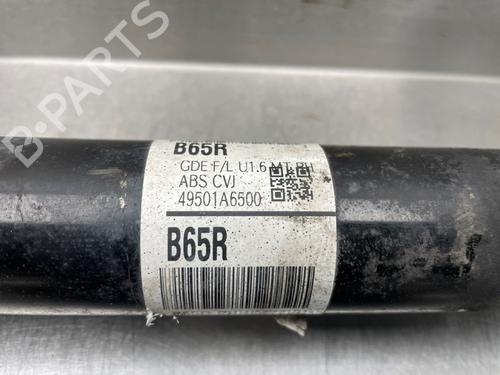 B-PARTS
B65R
GDE F/L U1.6 MT RH
ABS CVJ
49501A6500
B65R